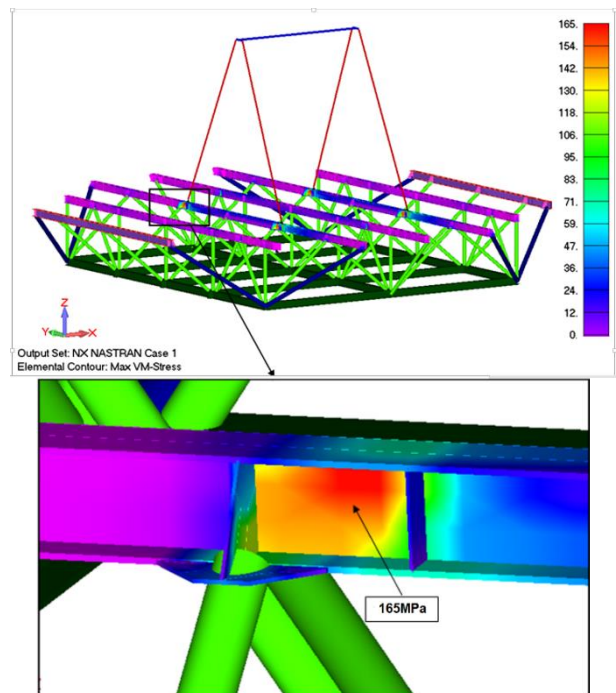 165.
154.
142.
130.
118.
106.
95.
83.
71.
59.
47.
36.
24.
12.
0.
Z
Y
X
Output Set: NX NASTRAN Case 1
Elemental Contour: Max VM-Stress
165MPa